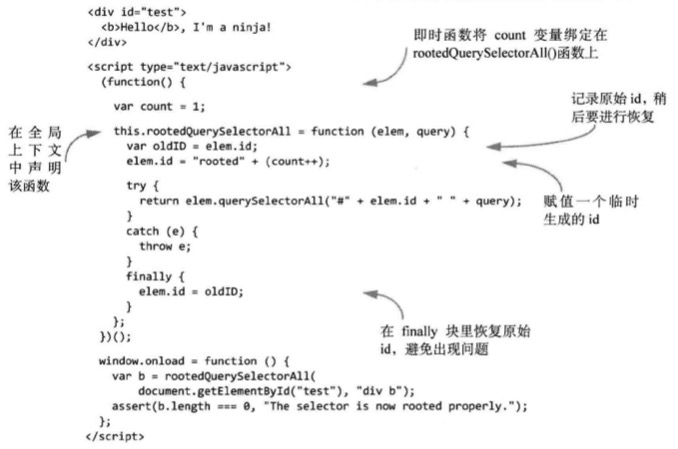 <div id="test">
<b>Hello</b>, I'm a ninja!
</div>
<script type="text/javascript">
(function() {
即时函数将 count 变量绑定在
rootedQuerySelectorAll()函数上
var count = 1;
在全局
上下文
中声明
该函数
this.rootedQuerySelectorAll = function (elem, query) {
var oldID = elem.id;
elem.id = "rooted" + (count++);
记录原始 id，稍
后要进行恢复
try {
return elem.querySelectorAll("#" + elem.id + " " + query);
}
赋值一个临时
生成的 id
catch (e) {
throw e;
}
finally {
elem.id = oldID;
}
};
})();
在 finally 块里恢复原始
id，避免出现问题
window.onload = function () {
var b = rootedQuerySelectorAll(
document.getElementById("test"), "div b");
assert(b.length === 0, "The selector is now rooted properly.");
};
</script>